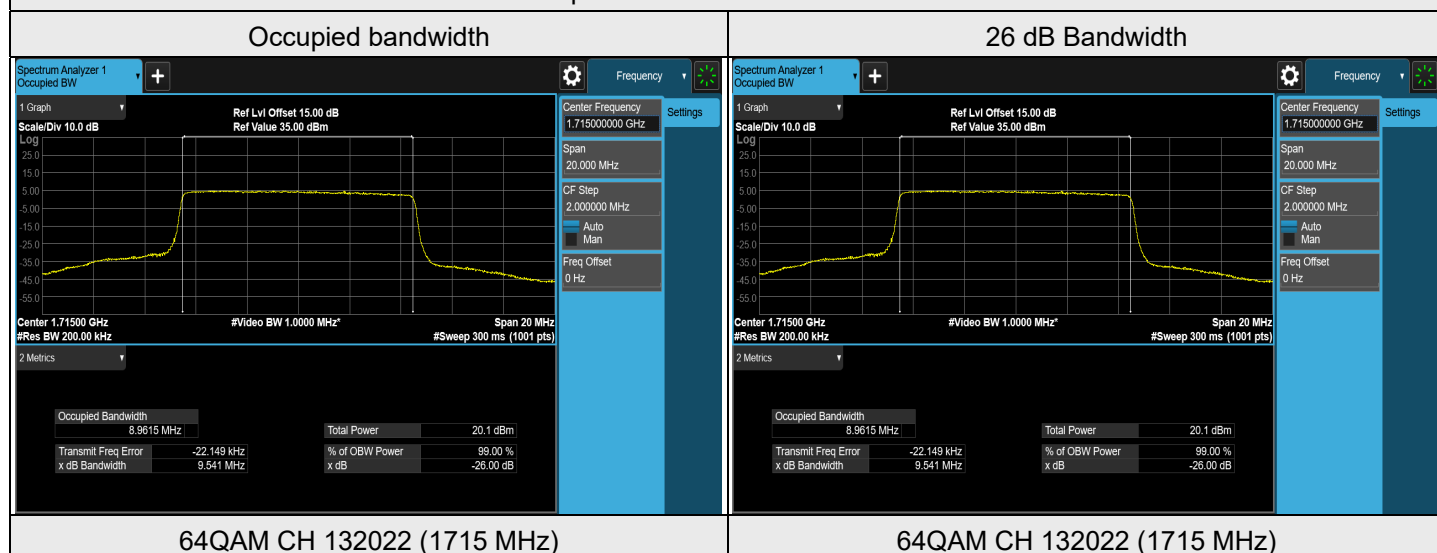 Occupied bandwidth
26 dB Bandwidth
Spectrum Analyzer 1
Occupied BW
+
Frequency
1 Graph
Ref Lvl Offset 15.00 dB
Scale/Div 10.0 dB
Ref Value 35.00 dBm
Log
25.0
15.0
5.00
-5.00
-15.0
-25.0
-35.0
-45.0
-55.0
Center 1.71500 GHz
#Video BW 1.0000 MHz*
Span 20 MHz
#Res BW 200.00 kHz
#Sweep 300 ms (1001 pts)
Center Frequency
1.715000000 GHz
Settings
Span
20.000 MHz
CF Step
2.000000 MHz
Auto
Man
Freq Offset
0 Hz
2 Metrics
Occupied Bandwidth
8.9615 MHz
Total Power 20.1 dBm
Transmit Freq Error -22.149 kHz
% of OBW Power 99.00 %
x dB Bandwidth 9.541 MHz
x dB -26.00 dB
Spectrum Analyzer 1
Occupied BW
+
Frequency
1 Graph
Ref Lvl Offset 15.00 dB
Scale/Div 10.0 dB
Ref Value 35.00 dBm
Log
25.0
15.0
5.00
-5.00
-15.0
-25.0
-35.0
-45.0
-55.0
Center 1.71500 GHz
#Video BW 1.0000 MHz*
Span 20 MHz
#Res BW 200.00 kHz
#Sweep 300 ms (1001 pts)
Center Frequency
1.715000000 GHz
Settings
Span
20.000 MHz
CF Step
2.000000 MHz
Auto
Man
Freq Offset
0 Hz
2 Metrics
Occupied Bandwidth
8.9615 MHz
Total Power 20.1 dBm
Transmit Freq Error -22.149 kHz
% of OBW Power 99.00 %
x dB Bandwidth 9.541 MHz
x dB -26.00 dB
64QAM CH 132022 (1715 MHz)
64QAM CH 132022 (1715 MHz)